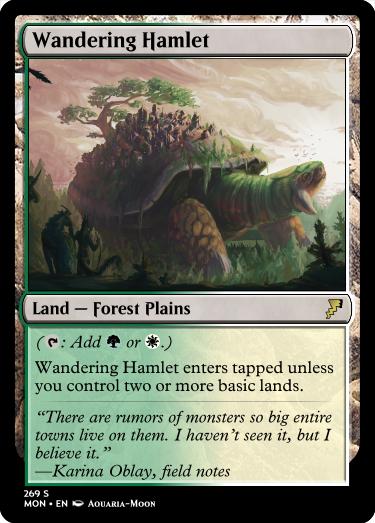 Wandering Hamlet
Land — Forest Plains
(: Add or .)
Wandering Hamlet enters tapped unless
you control two or more basic lands.
“There are rumors of monsters so big entire
towns live on them. I haven't seen it, but I
believe it.”
—Karina Oblay, field notes
269 S
MON • EN Aouaria-Moon